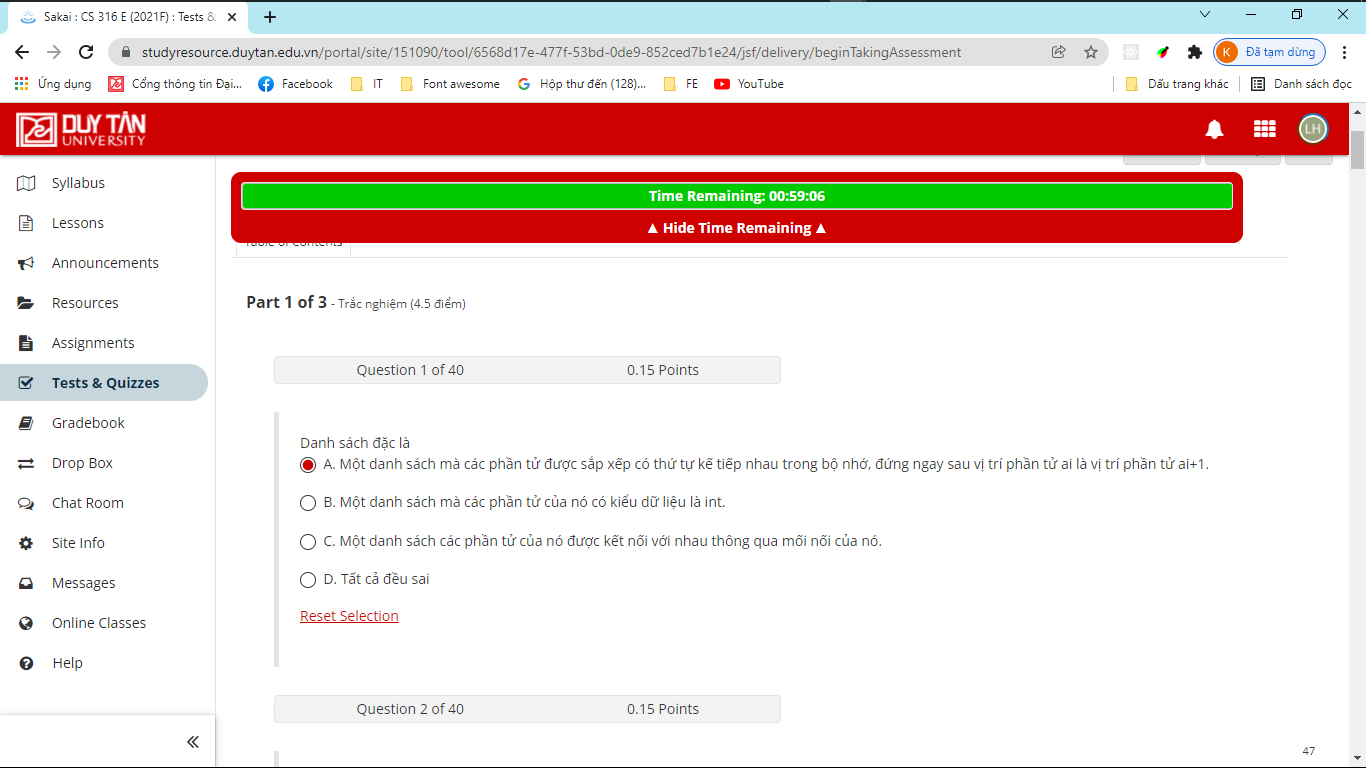 Sakai : CS 316 E (2021F) : Tests &
studyresource.duytan.edu.vn/portal/site/151090/tool/6568d17e-477f-53bd-0de9-852ced7b1e24/jsf/delivery/beginTakingAssessment
K Đã tạm dừng
Ứng dụng Cổng thông tin Đại... Facebook IT Font awesome Hộp thư đến (128)... FE YouTube Dấu trang khác Danh sách đọc
DUY TÂN
UNIVERSITY
LH
Syllabus
Lessons
Announcements
Resources
Assignments
Tests & Quizzes
Gradebook
Drop Box
Chat Room
Site Info
Messages
Online Classes
Help
Time Remaining: 00:59:06
▲ Hide Time Remaining ▲
Table of Contents
Part 1 of 3 - Trắc nghiệm (4.5 điểm)
Question 1 of 40 0.15 Points
Danh sách đặc là
A. Một danh sách mà các phần tử được sắp xếp có thứ tự kế tiếp nhau trong bộ nhớ, đứng ngay sau vị trí phần tử ai là vị trí phần tử ai+1.
B. Một danh sách mà các phần tử của nó có kiểu dữ liệu là int.
C. Một danh sách các phần tử của nó được kết nối với nhau thông qua mối nối của nó.
D. Tất cả đều sai
Reset Selection
Question 2 of 40 0.15 Points
47